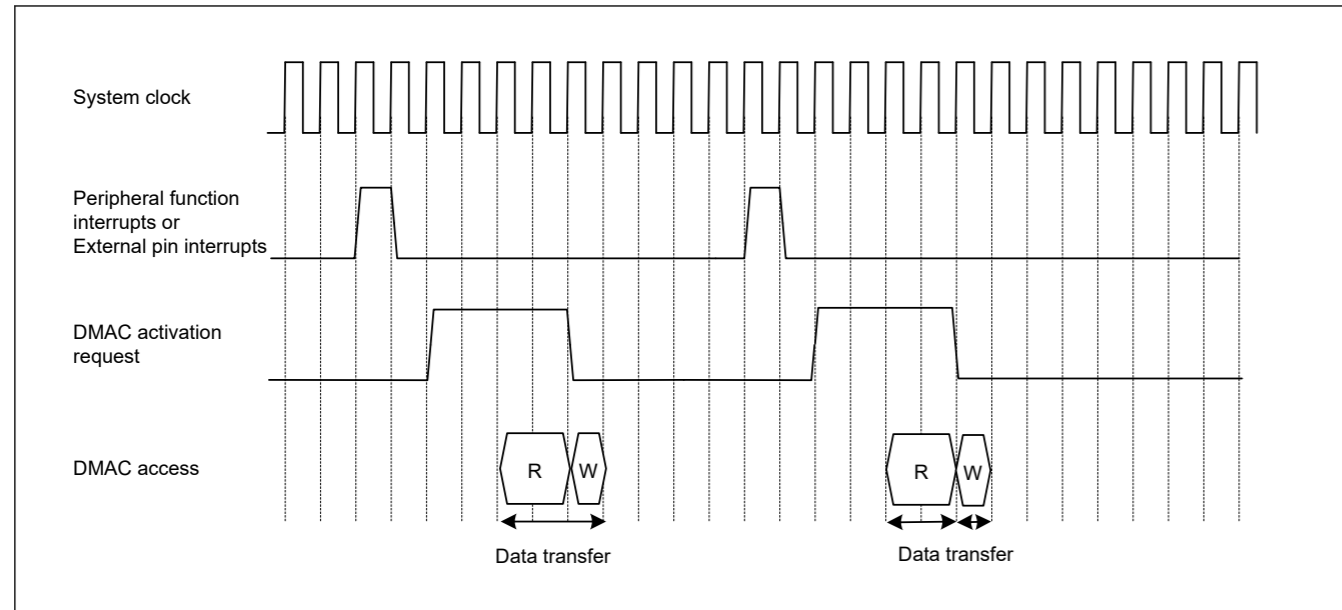 System clock
Peripheral function
interrupts or
External pin interrupts
DMAC activation
request
DMAC access
R
W
R
W
Data transfer
Data transfer